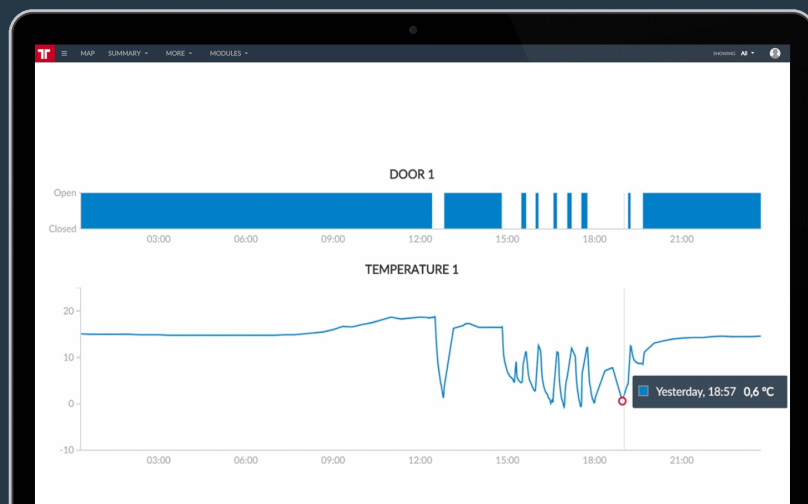 MAP SUMMARY MORE MODULES SHOWING All
DOOR 1
Open
Closed
03:00 06:00 09:00 12:00 15:00 18:00 21:00
TEMPERATURE 1
20
10
Yesterday, 18:57 0,6 °C
0
-10
03:00 06:00 09:00 12:00 15:00 18:00 21:00